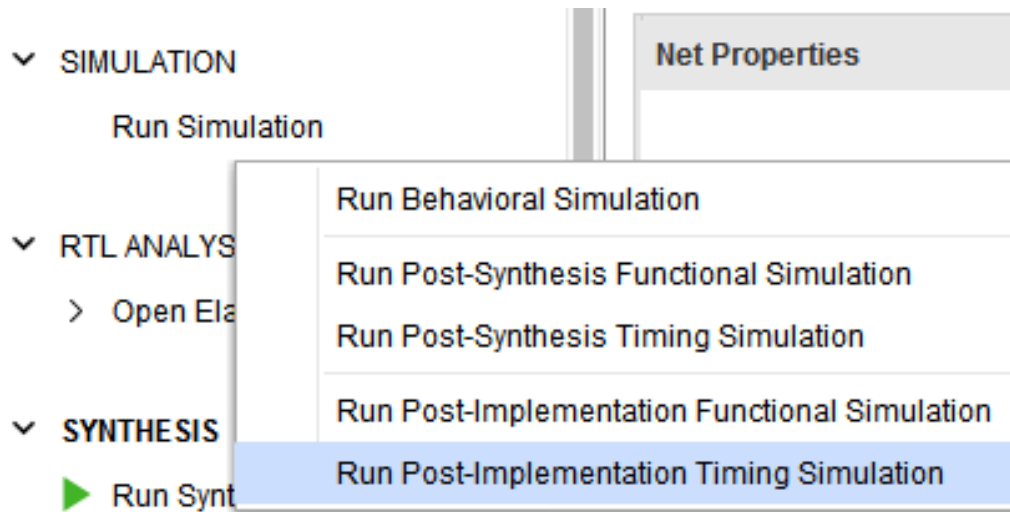 SIMULATION
Net Properties
Run Simulation
Run Behavioral Simulation
RTL ANALYS
Run Post-Synthesis Functional Simulation
Open Ela
Run Post-Synthesis Timing Simulation
Run Post-Implementation Functional Simulation
SYNTHESIS
Run Post-Implementation Timing Simulation
Run Synt